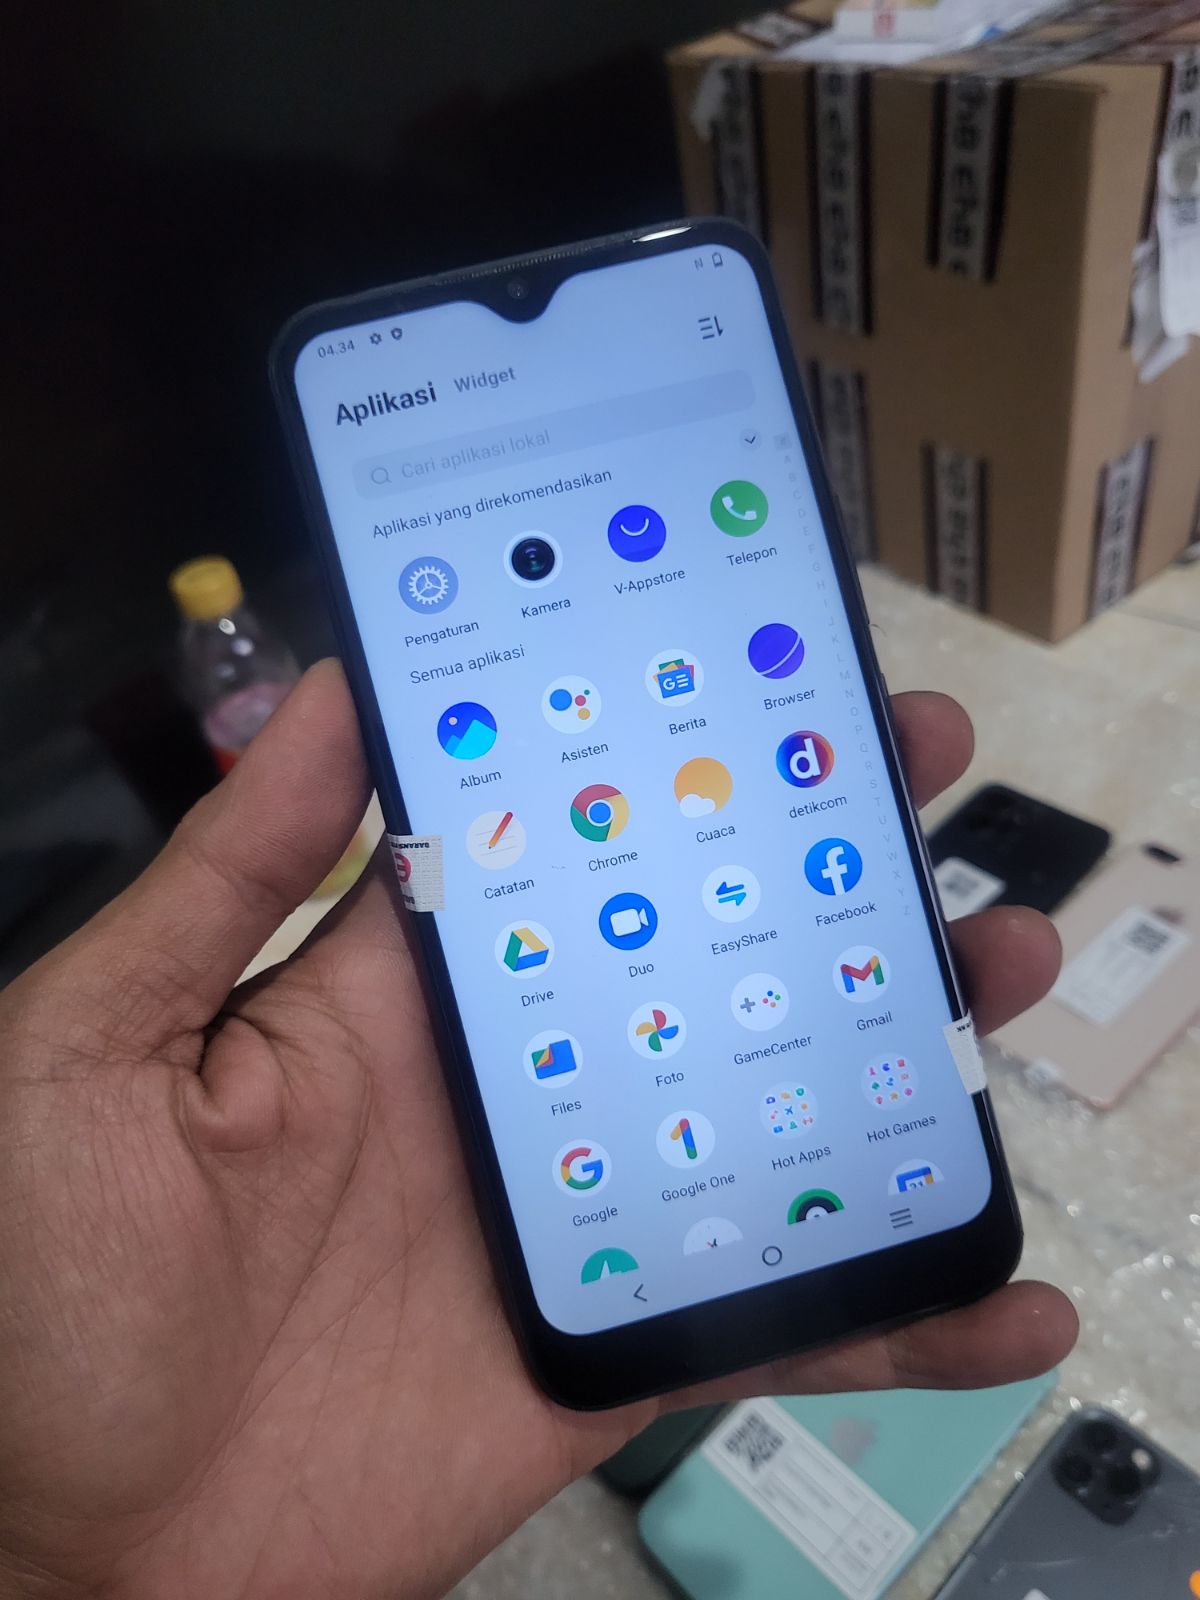 04.34
Aplikasi Widget
Cari aplikasi lokal
Aplikasi yang direkomendasikan
Pengaturan Kamera V-Appstore Telepon
Semua aplikasi
Album Asisten Berita Browser
Catatan Chrome Cuaca detikcom
Drive Duo EasyShare Facebook
Files Foto GameCenter Gmail
Google Google One Hot Apps Hot Games
31
#
A
B
C
D
E
F
G
H
I
J
K
L
M
N
O
P
Q
R
S
T
U
V
W
X
Y
Z